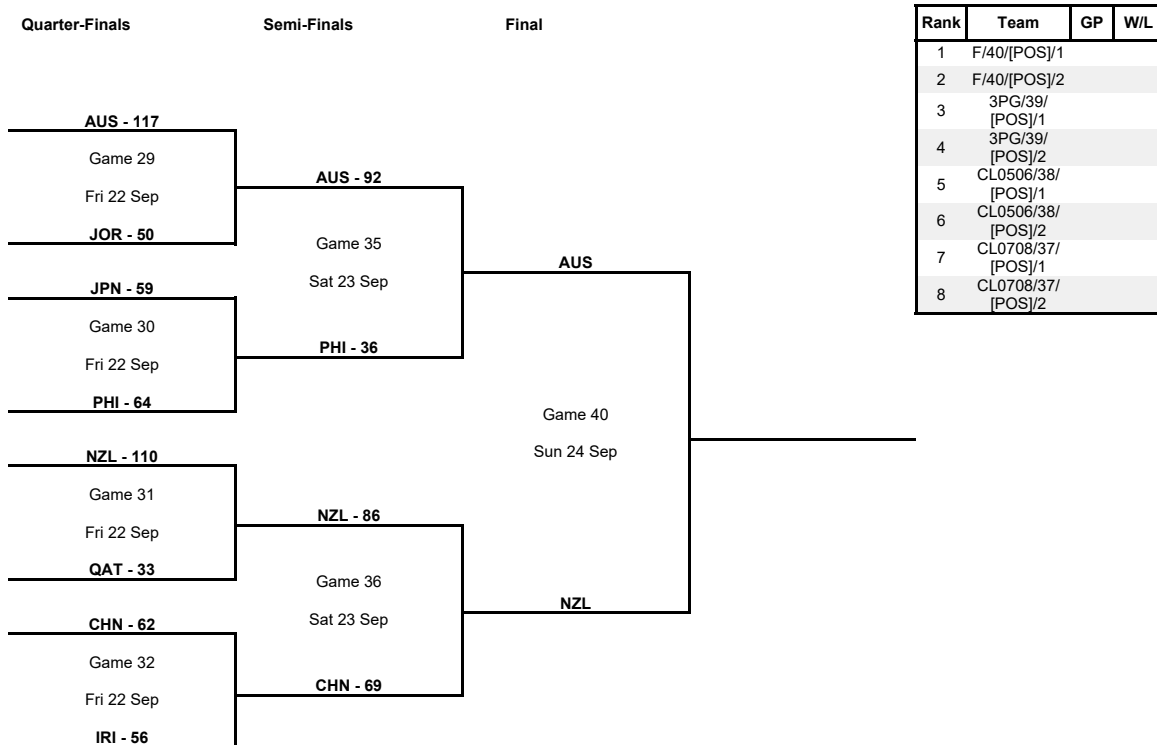 Quarter-Finals
Semi-Finals
Final
AUS - 117
Game 29
Fri 22 Sep
JOR - 50
JPN - 59
Game 30
Fri 22 Sep
PHI - 64
NZL - 110
Game 31
Fri 22 Sep
QAT - 33
CHN - 62
Game 32
Fri 22 Sep
IRI - 56
AUS - 92
Game 35
Sat 23 Sep
PHI - 36
NZL - 86
Game 36
Sat 23 Sep
CHN - 69
AUS
Game 40
Sun 24 Sep
NZL
Rank Team GP W/L
1 F/40/[POS]/1
2 F/40/[POS]/2
3 3PG/39/
[POS]/1
4 3PG/39/
[POS]/2
5 CL0506/38/
[POS]/1
6 CL0506/38/
[POS]/2
7 CL0708/37/
[POS]/1
8 CL0708/37/
[POS]/2